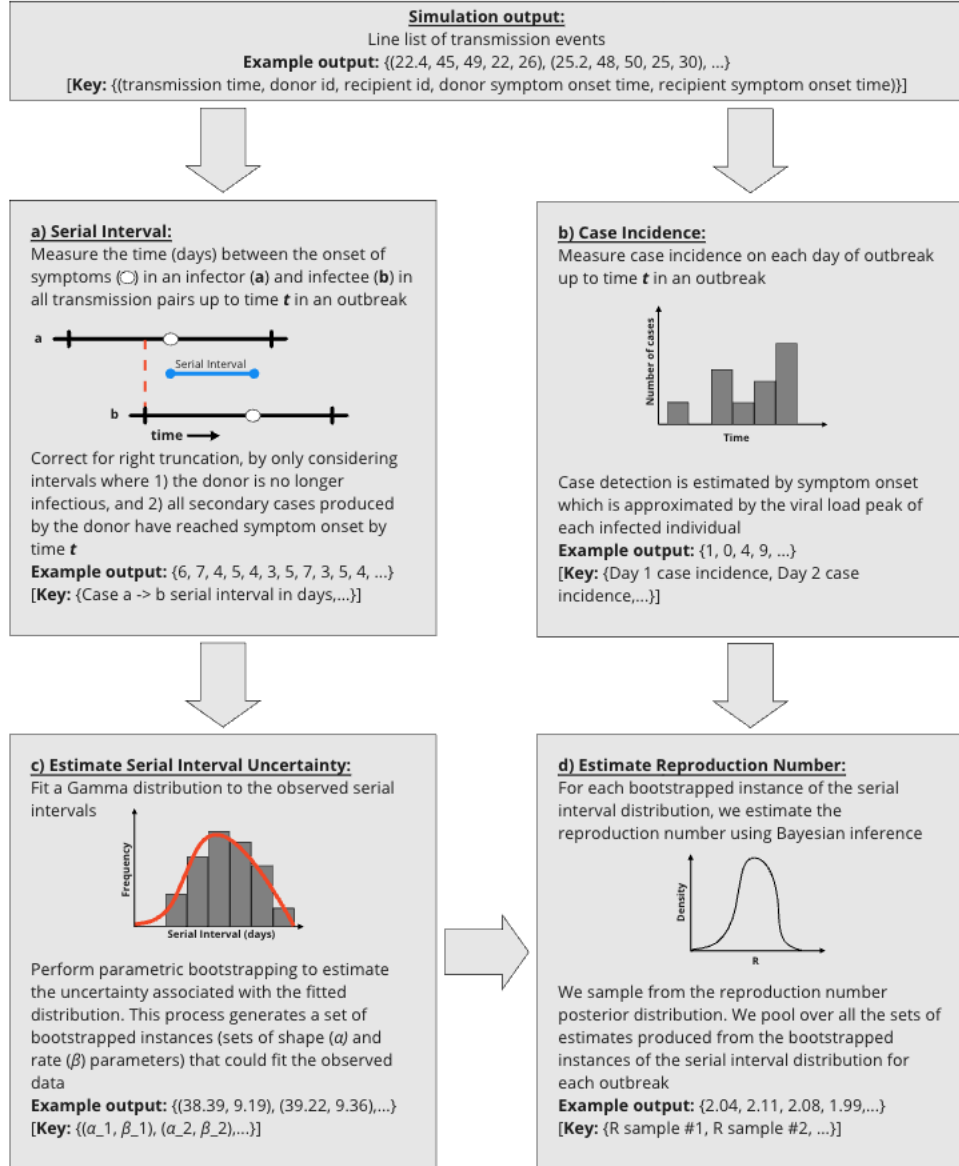 Simulation output:
Line list of transmission events
Example output: {(22.4, 45, 49, 22, 26), (25.2, 48, 50, 25, 30), ...}
[Key: {(transmission time, donor id, recipient id, donor symptom onset time, recipient symptom onset time)}]
a) Serial Interval:
Measure the time (days) between the onset of
symptoms (○) in an infector (a) and infectee (b) in
all transmission pairs up to time t in an outbreak
a
Serial Interval
b
time
Correct for right truncation, by only considering
intervals where 1) the donor is no longer
infectious, and 2) all secondary cases produced
by the donor have reached symptom onset by
time t
Example output: {6, 7, 4, 5, 4, 3, 5, 7, 3, 5, 4, ...}
[Key: {Case a -> b serial interval in days,...}]
b) Case Incidence:
Measure case incidence on each day of outbreak
up to time t in an outbreak
Number of cases
Time
Case detection is estimated by symptom onset
which is approximated by the viral load peak of
each infected individual
Example output: {1, 0, 4, 9, ...}
[Key: {Day 1 case incidence, Day 2 case
incidence,...}]
c) Estimate Serial Interval Uncertainty:
Fit a Gamma distribution to the observed serial
intervals
Frequency
Serial Interval (days)
Perform parametric bootstrapping to estimate
the uncertainty associated with the fitted
distribution. This process generates a set of
bootstrapped instances (sets of shape (α) and
rate (β) parameters) that could fit the observed
data
Example output: {(38.39, 9.19), (39.22, 9.36),...}
[Key: {(α_1, β_1), (α_2, β_2),...}]
d) Estimate Reproduction Number:
For each bootstrapped instance of the serial
interval distribution, we estimate the
reproduction number using Bayesian inference
Density
R
We sample from the reproduction number
posterior distribution. We pool over all the sets of
estimates produced from the bootstrapped
instances of the serial interval distribution for
each outbreak
Example output: {2.04, 2.11, 2.08, 1.99,...}
[Key: {R sample #1, R sample #2, ...}]